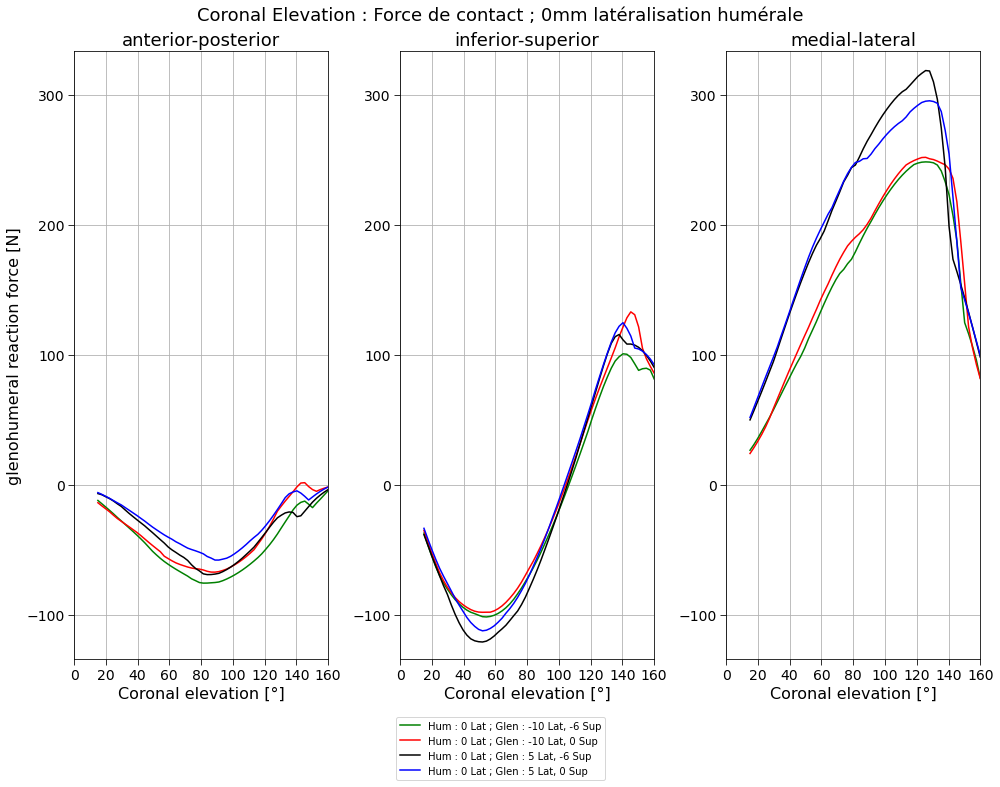 Coronal Elevation : Force de contact ; 0mm latéralisation humérale
anterior-posterior
inferior-superior
medial-lateral
glenohumeral reaction force [N]
300
200
100
0
−100
0 20 40 60 80 100 120 140 160
Coronal elevation [°]
300
200
100
0
−100
0 20 40 60 80 100 120 140 160
Coronal elevation [°]
300
200
100
0
−100
0 20 40 60 80 100 120 140 160
Coronal elevation [°]
Hum : 0 Lat ; Glen : -10 Lat, -6 Sup
Hum : 0 Lat ; Glen : -10 Lat, 0 Sup
Hum : 0 Lat ; Glen : 5 Lat, -6 Sup
Hum : 0 Lat ; Glen : 5 Lat, 0 Sup